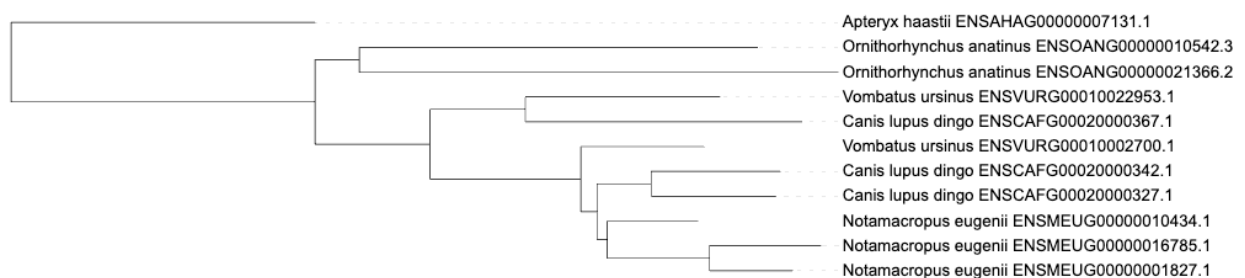 Apteryx haastii ENSAHAG00000007131.1
Ornithorhynchus anatinus ENSOANG00000010542.3
Ornithorhynchus anatinus ENSOANG00000021366.2
Vombatus ursinus ENSVURG00010022953.1
Canis lupus dingo ENSCAFG00020000367.1
Vombatus ursinus ENSVURG00010002700.1
Canis lupus dingo ENSCAFG00020000342.1
Canis lupus dingo ENSCAFG00020000327.1
Notamacropus eugenii ENSMEUG00000010434.1
Notamacropus eugenii ENSMEUG00000016785.1
Notamacropus eugenii ENSMEUG00000001827.1